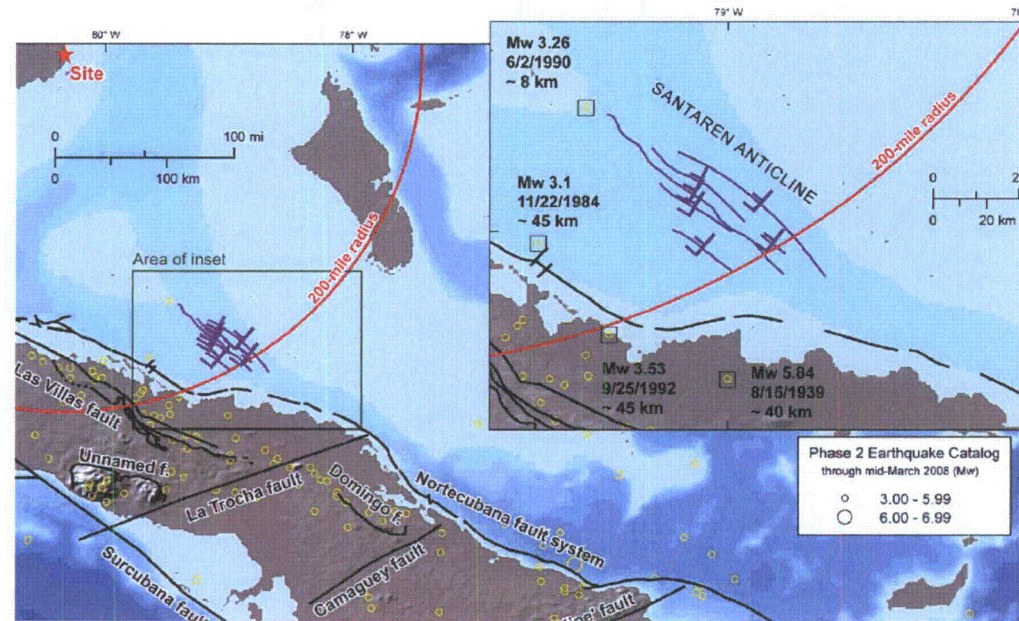 80° W
78° W
79° W
Site
0 100 mi
0 100 km
200-mile radius
Area of inset
Las Villas fault
Unnamed f.
La Trocha fault
Domingo f.
Nortecubana fault system
Camaguey fault
Surcubana fault
fault
Mw 3.26
6/2/1990
~ 8 km
SANTAREN ANTICLINE
200-mile radius
Mw 3.1
11/22/1984
~ 45 km
0
0 20 km
Mw 3.53
9/25/1992
~ 45 km
Mw 5.84
8/15/1939
~ 40 km
Phase 2 Earthquake Catalog
through mid-March 2008 (Mw)
3.00 - 5.99
6.00 - 6.99